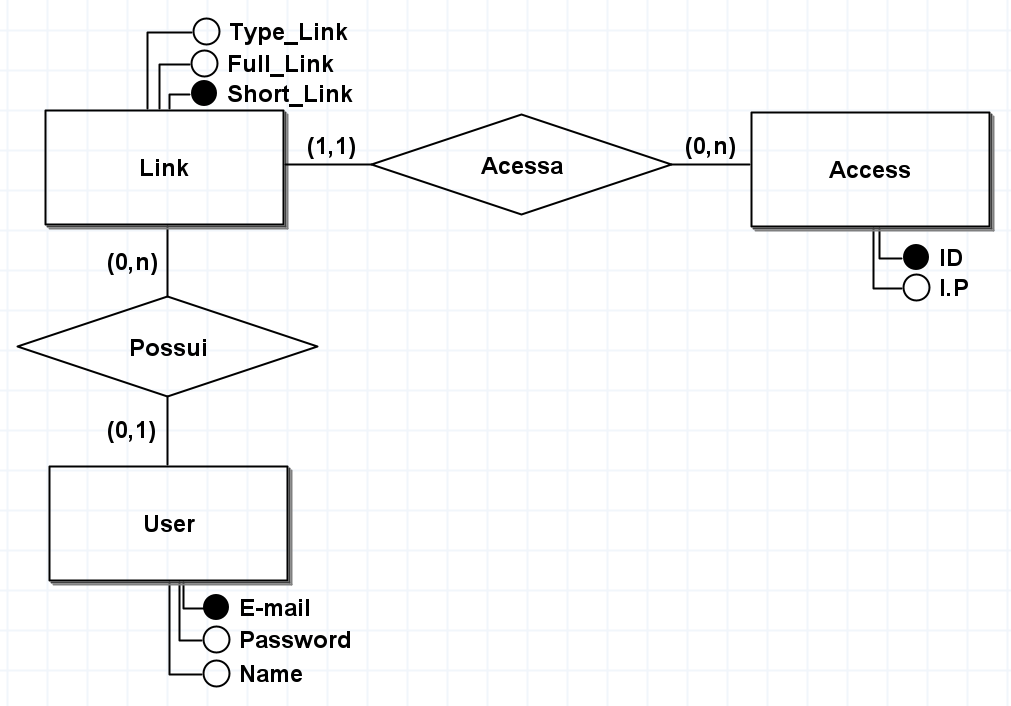 Type_Link
Full_Link
Short_Link
Link
(1,1)
Acessa
(0,n)
Access
ID
I.P
(0,n)
Possui
(0,1)
User
E-mail
Password
Name